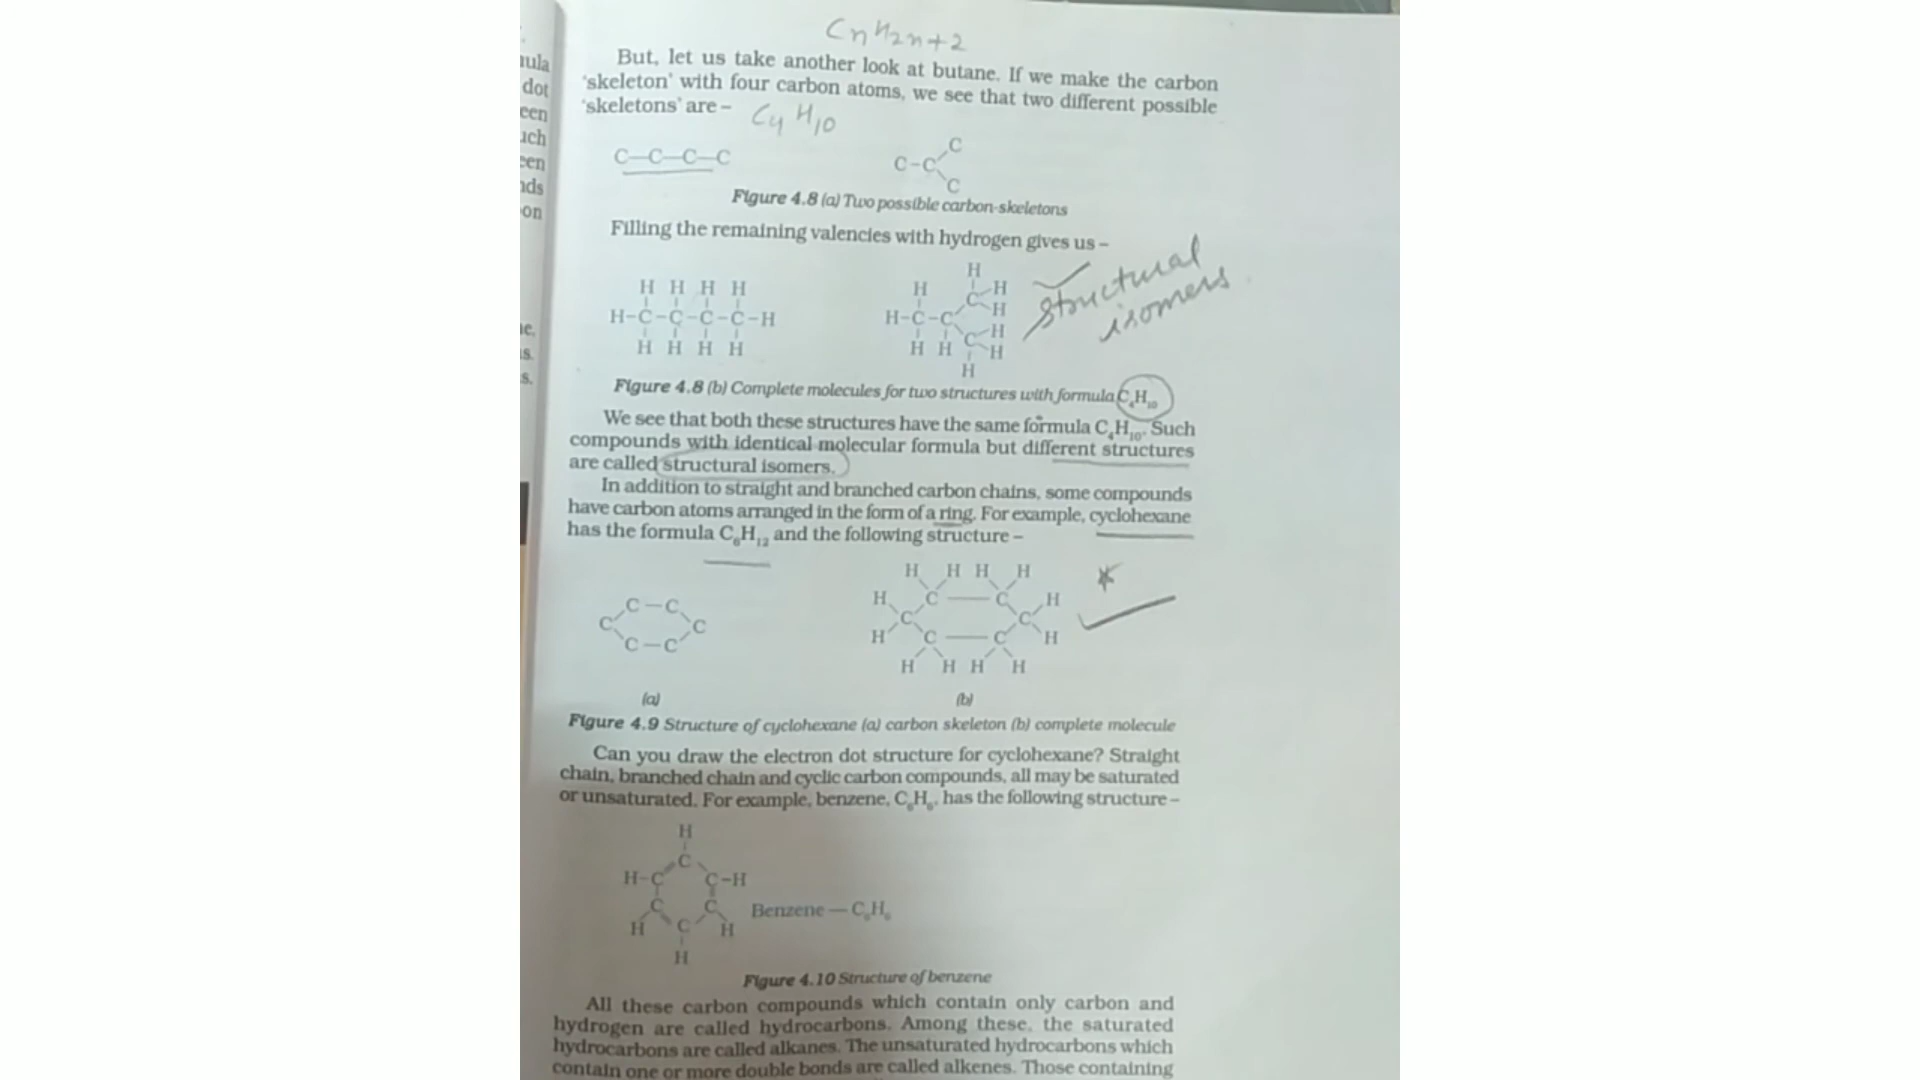 CnH2n+2
ula
dot
een
uch
een
nds
on
e.
s.
s.
But, let us take another look at butane. If we make the carbon
'skeleton' with four carbon atoms, we see that two different possible
'skeletons' are –
C4H10
C—C—C—C
C
C-C
C
Figure 4.8 (a) Two possible carbon-skeletons
Filling the remaining valencies with hydrogen gives us –
structural
isomers
H H H H
H-C-C-C-C-H
H H H H
H
H C-H
H
H-C-C
H
H H C-H
H
Figure 4.8 (b) Complete molecules for two structures with formula C4H10
We see that both these structures have the same formula C4H10. Such
compounds with identical molecular formula but different structures
are called structural isomers.
In addition to straight and branched carbon chains, some compounds
have carbon atoms arranged in the form of a ring. For example, cyclohexane
has the formula C6H12 and the following structure –
C—C
C C
C—C
H H H H
H C — C H
C C
H C — C H
H H H H
(a) (b)
Figure 4.9 Structure of cyclohexane (a) carbon skeleton (b) complete molecule
Can you draw the electron dot structure for cyclohexane? Straight
chain, branched chain and cyclic carbon compounds, all may be saturated
or unsaturated. For example, benzene, C6H6, has the following structure –
H
C
H-C C-H
C C
H C H
H
Benzene — C6H6
Figure 4.10 Structure of benzene
All these carbon compounds which contain only carbon and
hydrogen are called hydrocarbons. Among these, the saturated
hydrocarbons are called alkanes. The unsaturated hydrocarbons which
contain one or more double bonds are called alkenes. Those containing